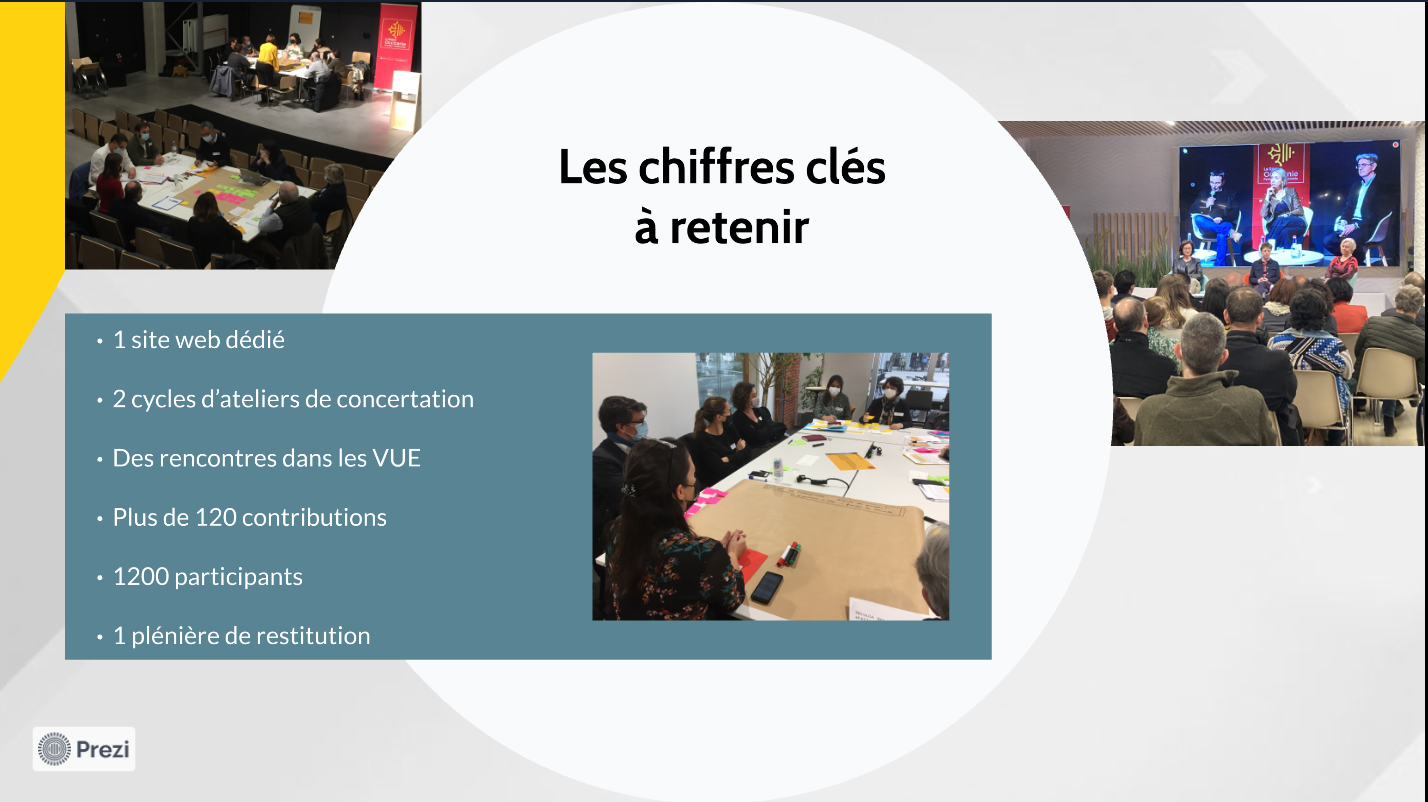 Les chiffres clés
à retenir
• 1 site web dédié
• 2 cycles d'ateliers de concertation
• Des rencontres dans les VUE
• Plus de 120 contributions
• 1200 participants
• 1 plénière de restitution
Prezi